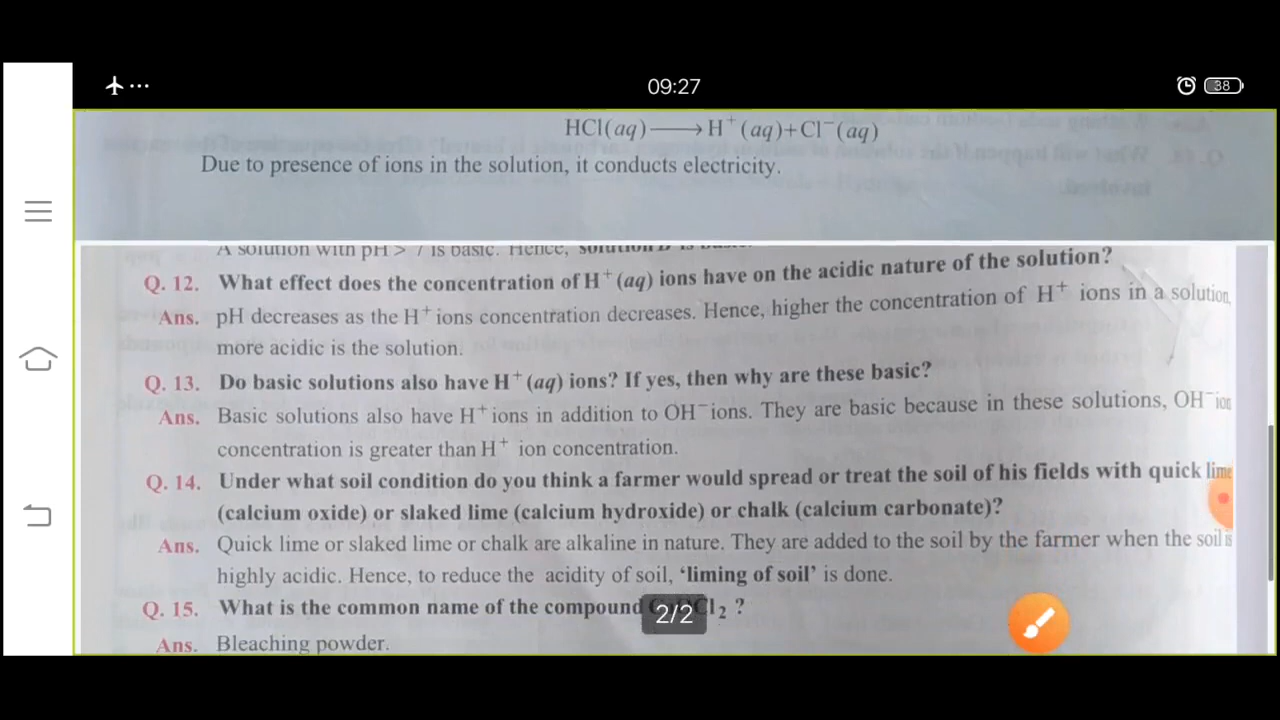 09:27
38
HCl(aq)⟶H⁺(aq)+Cl⁻(aq)
Due to presence of ions in the solution, it conducts electricity.
A solution with pH > 7 is basic. Hence, solution
Q. 12. What effect does the concentration of H⁺(aq) ions have on the acidic nature of the solution?
Ans. pH decreases as the H⁺ ions concentration decreases. Hence, higher the concentration of H⁺ ions in a solution,
more acidic is the solution.
Q. 13. Do basic solutions also have H⁺(aq) ions? If yes, then why are these basic?
Ans. Basic solutions also have H⁺ ions in addition to OH⁻ ions. They are basic because in these solutions, OH⁻ ion
concentration is greater than H⁺ ion concentration.
Q. 14. Under what soil condition do you think a farmer would spread or treat the soil of his fields with quick lime
(calcium oxide) or slaked lime (calcium hydroxide) or chalk (calcium carbonate)?
Ans. Quick lime or slaked lime or chalk are alkaline in nature. They are added to the soil by the farmer when the soil is
highly acidic. Hence, to reduce the acidity of soil, ‘liming of soil’ is done.
Q. 15. What is the common name of the compound ?
2/2
Ans. Bleaching powder.